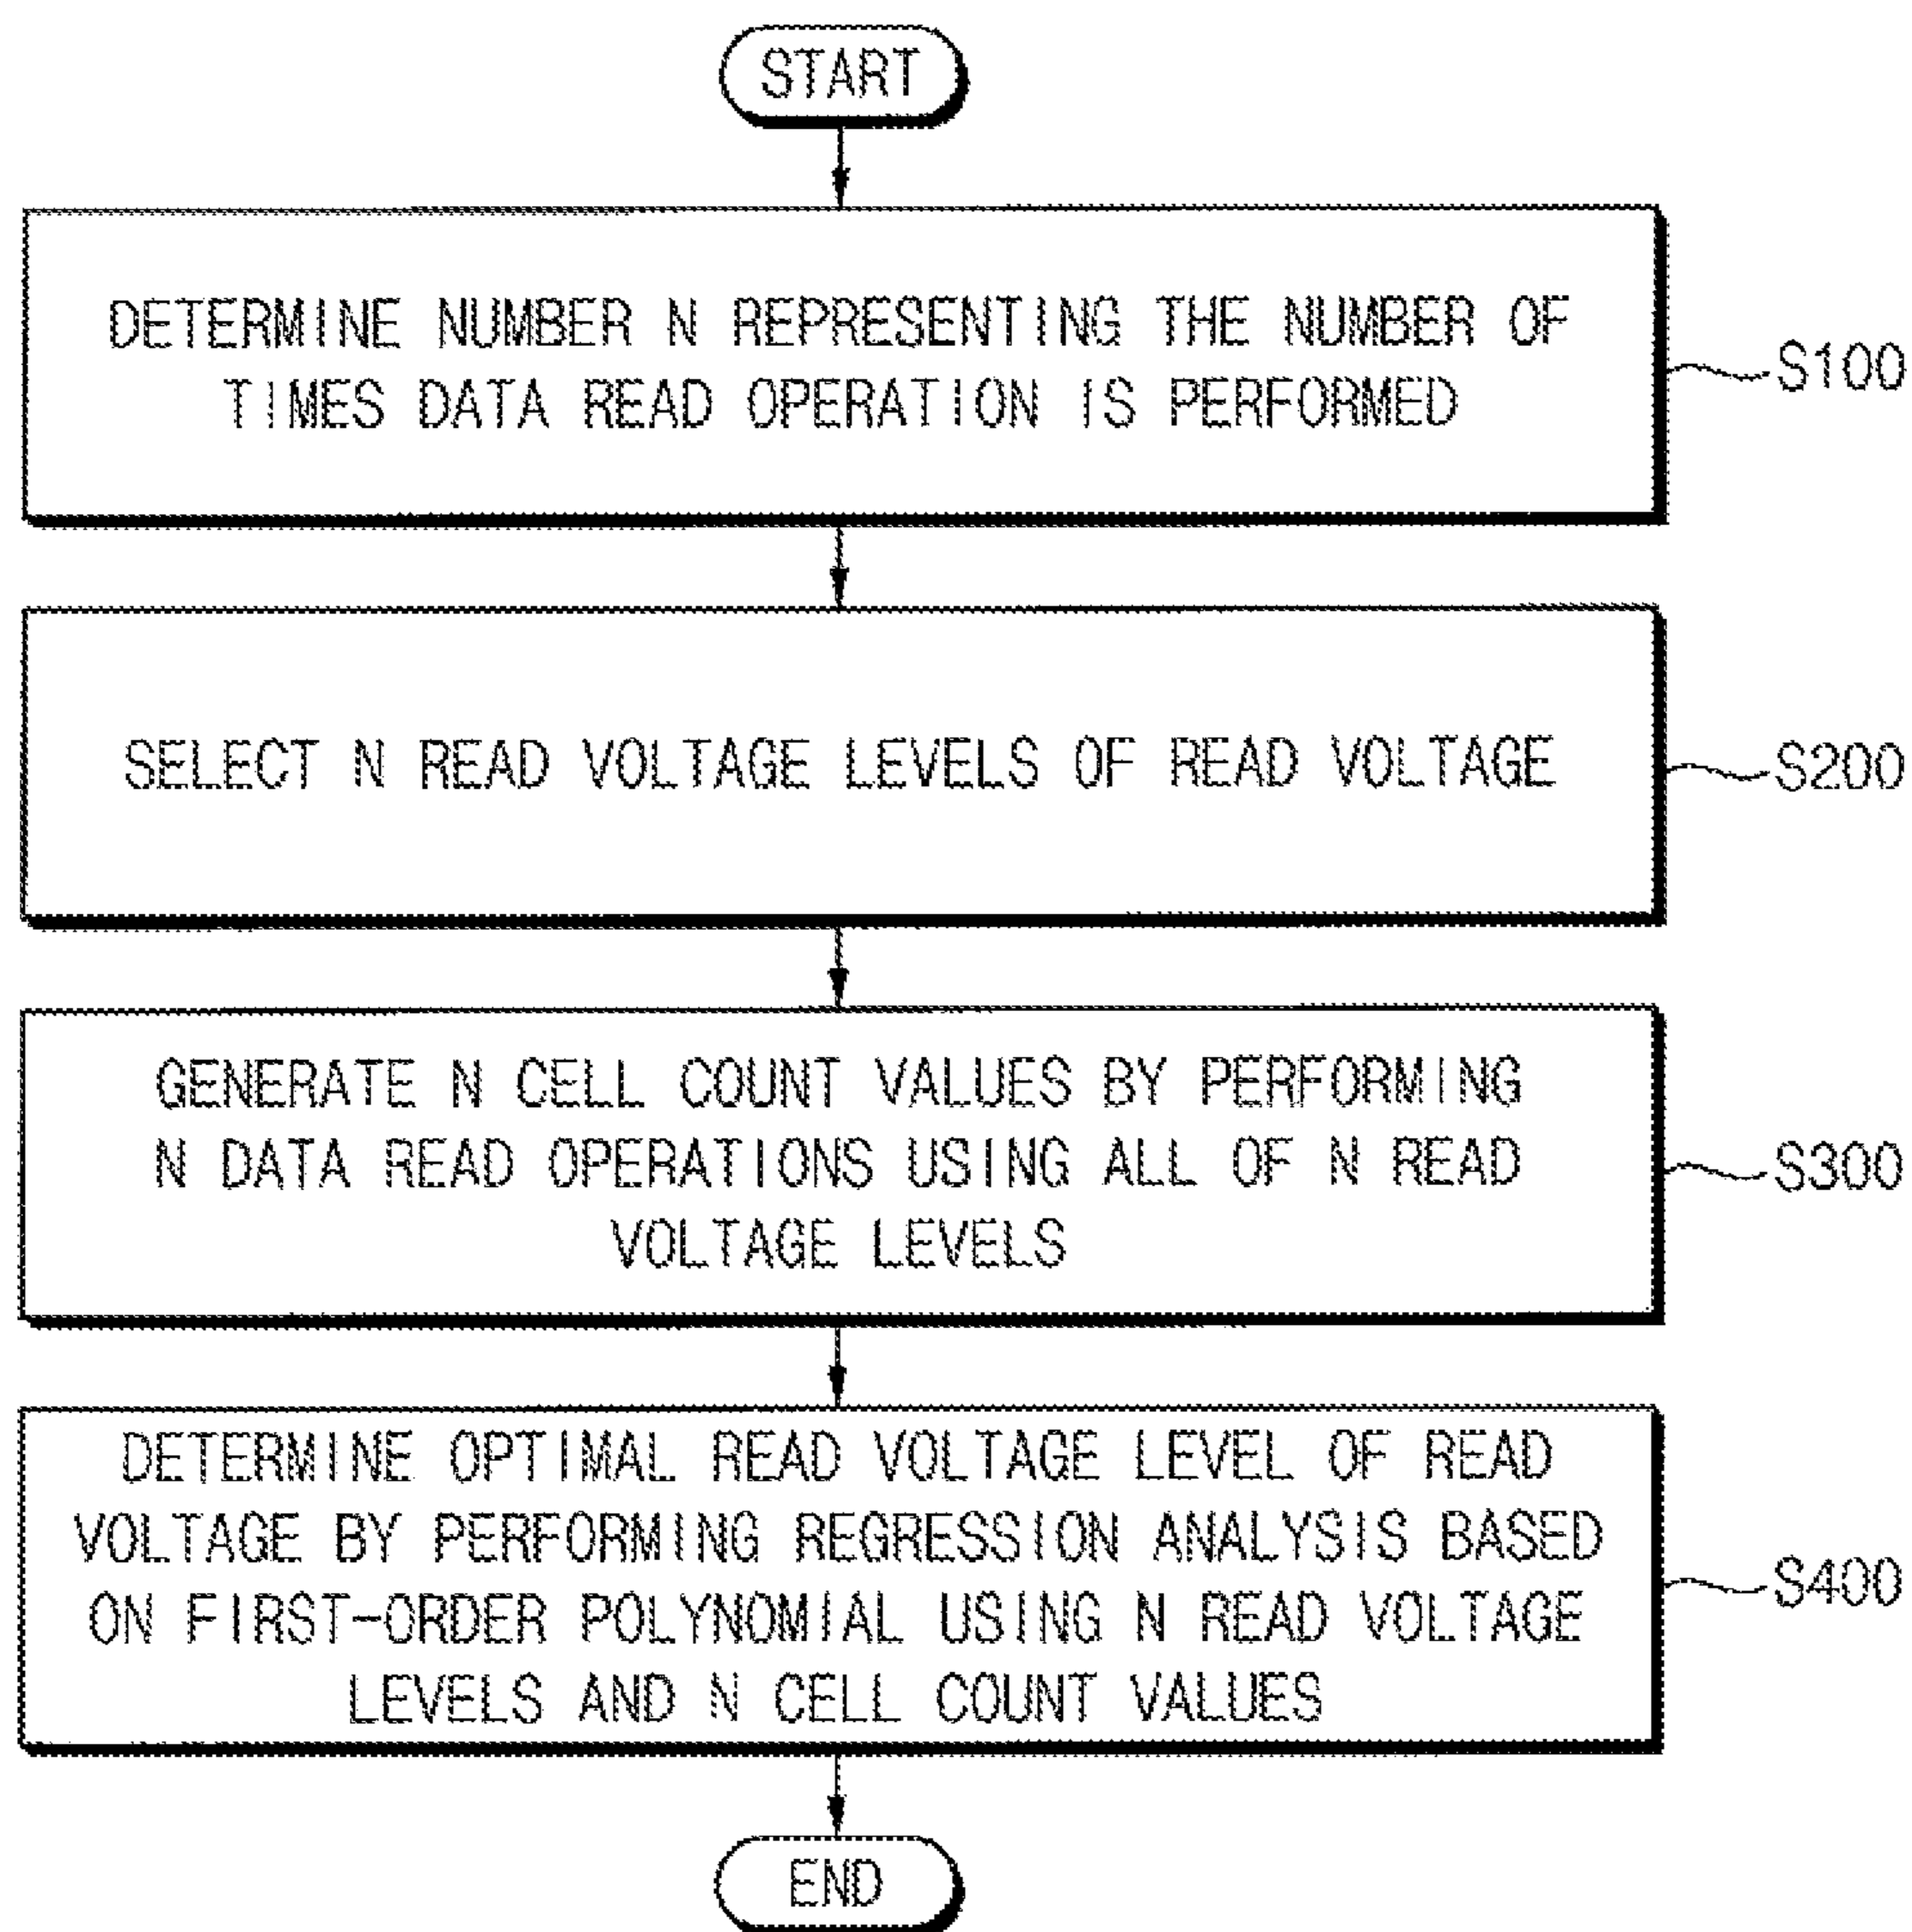 START
DETERMINE NUMBER N REPRESENTING THE NUMBER OF
TIMES DATA READ OPERATION IS PERFORMED
S100
SELECT N READ VOLTAGE LEVELS OF READ VOLTAGE
S200
GENERATE N CELL COUNT VALUES BY PERFORMING
N DATA READ OPERATIONS USING ALL OF N READ
VOLTAGE LEVELS
S300
DETERMINE OPTIMAL READ VOLTAGE LEVEL OF READ
VOLTAGE BY PERFORMING REGRESSION ANALYSIS BASED
ON FIRST-ORDER POLYNOMIAL USING N READ VOLTAGE
LEVELS AND N CELL COUNT VALUES
S400
END